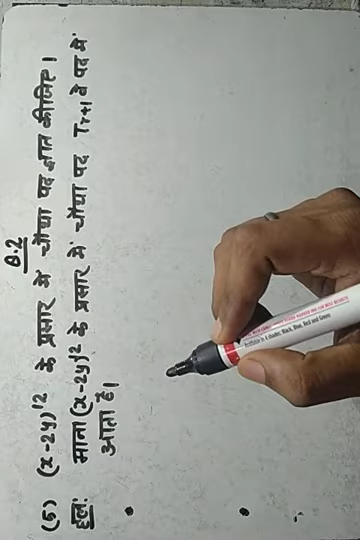 8.2
(5) (x-2y)¹² के प्रसार में चौथा पद ज्ञात कीजिए।
हल: माना (x-2y)¹² के प्रसार में चौथा पद Tr+1 वें पद में
आता है।